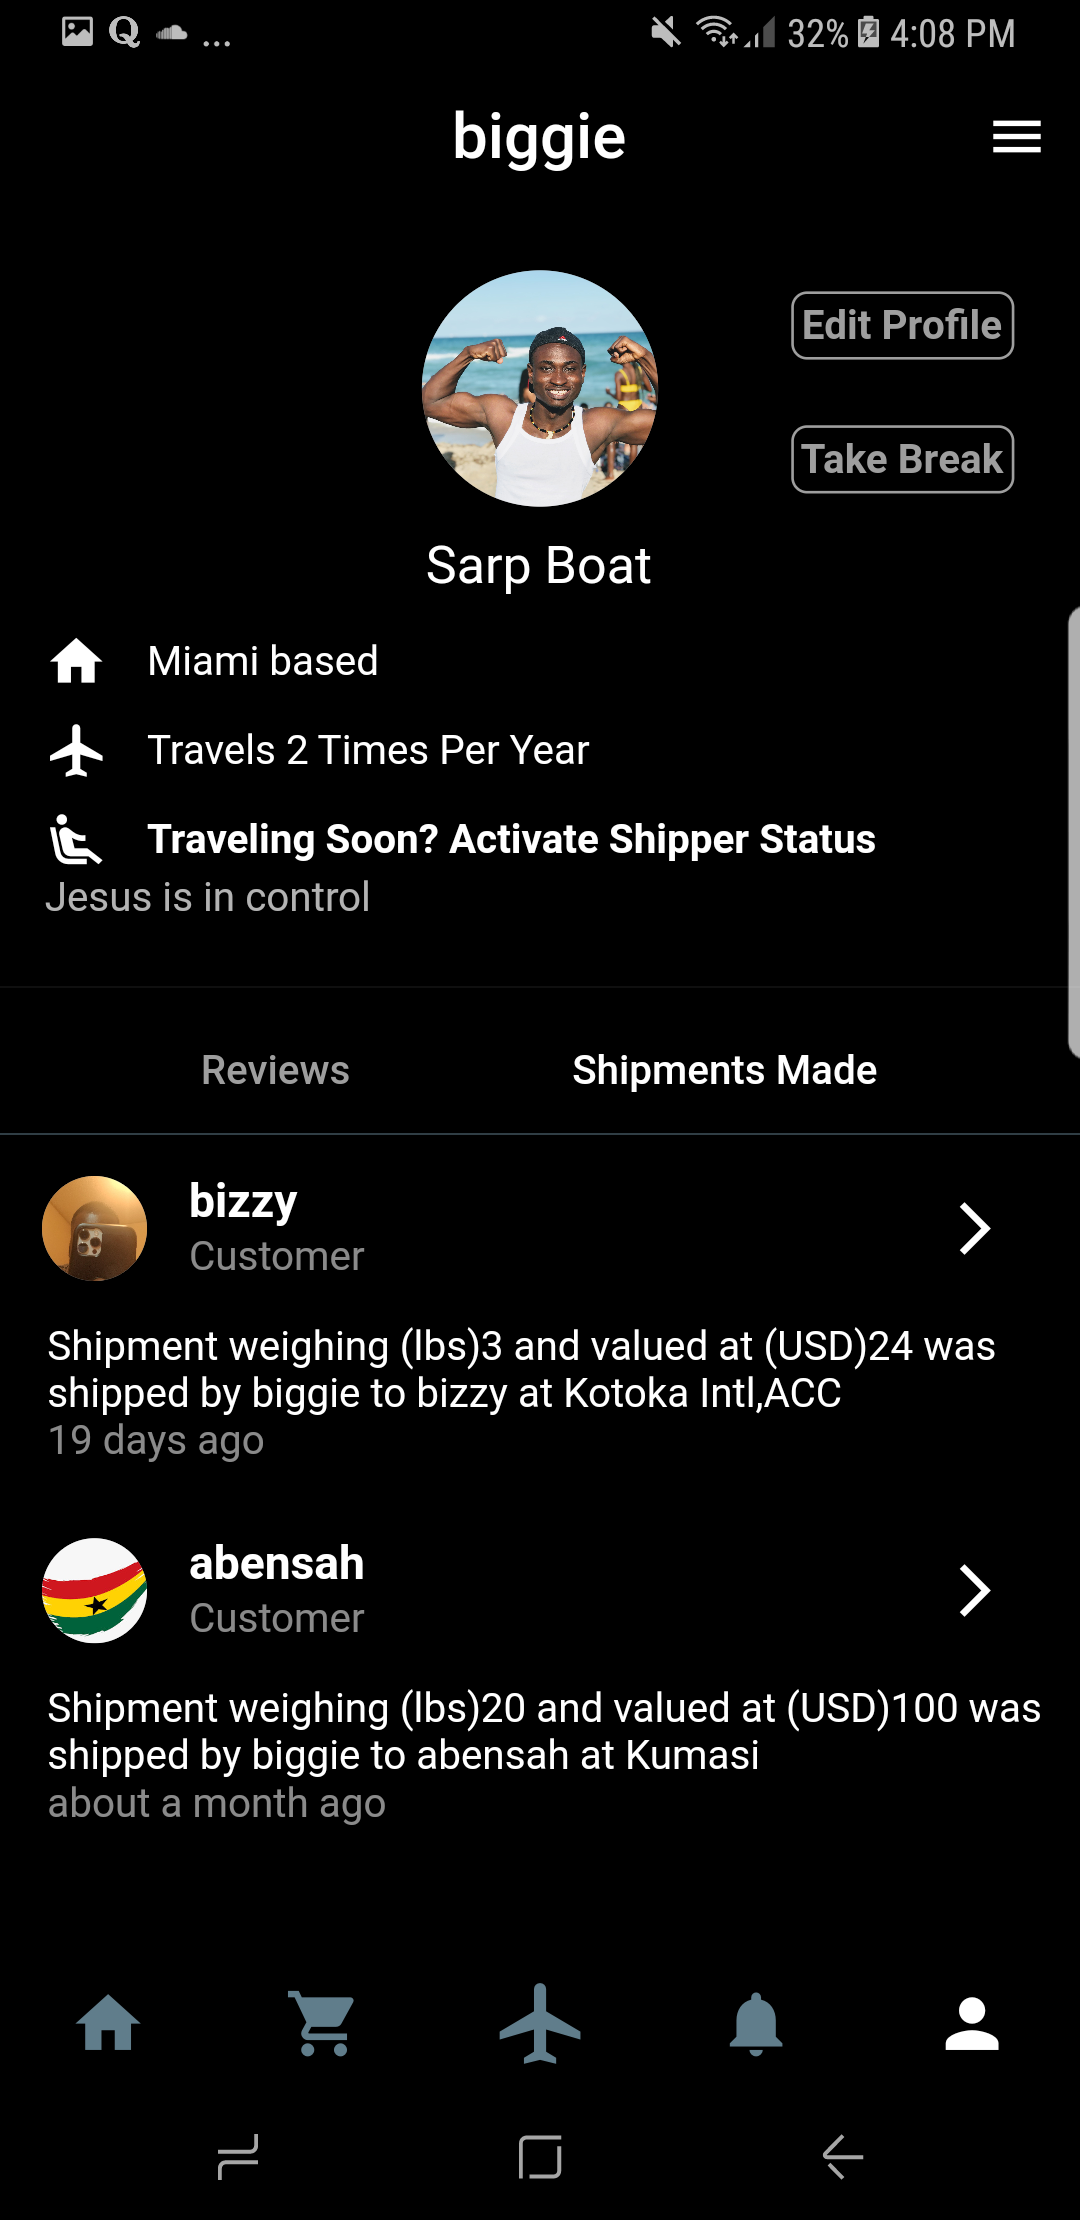 ... 32% 4:08 PM
biggie
Edit Profile
Take Break
Sarp Boat
Miami based
Travels 2 Times Per Year
Traveling Soon? Activate Shipper Status
Jesus is in control
Reviews Shipments Made
bizzy
Customer
Shipment weighing (lbs)3 and valued at (USD)24 was
shipped by biggie to bizzy at Kotoka Intl,ACC
19 days ago
abensah
Customer
Shipment weighing (lbs)20 and valued at (USD)100 was
shipped by biggie to abensah at Kumasi
about a month ago